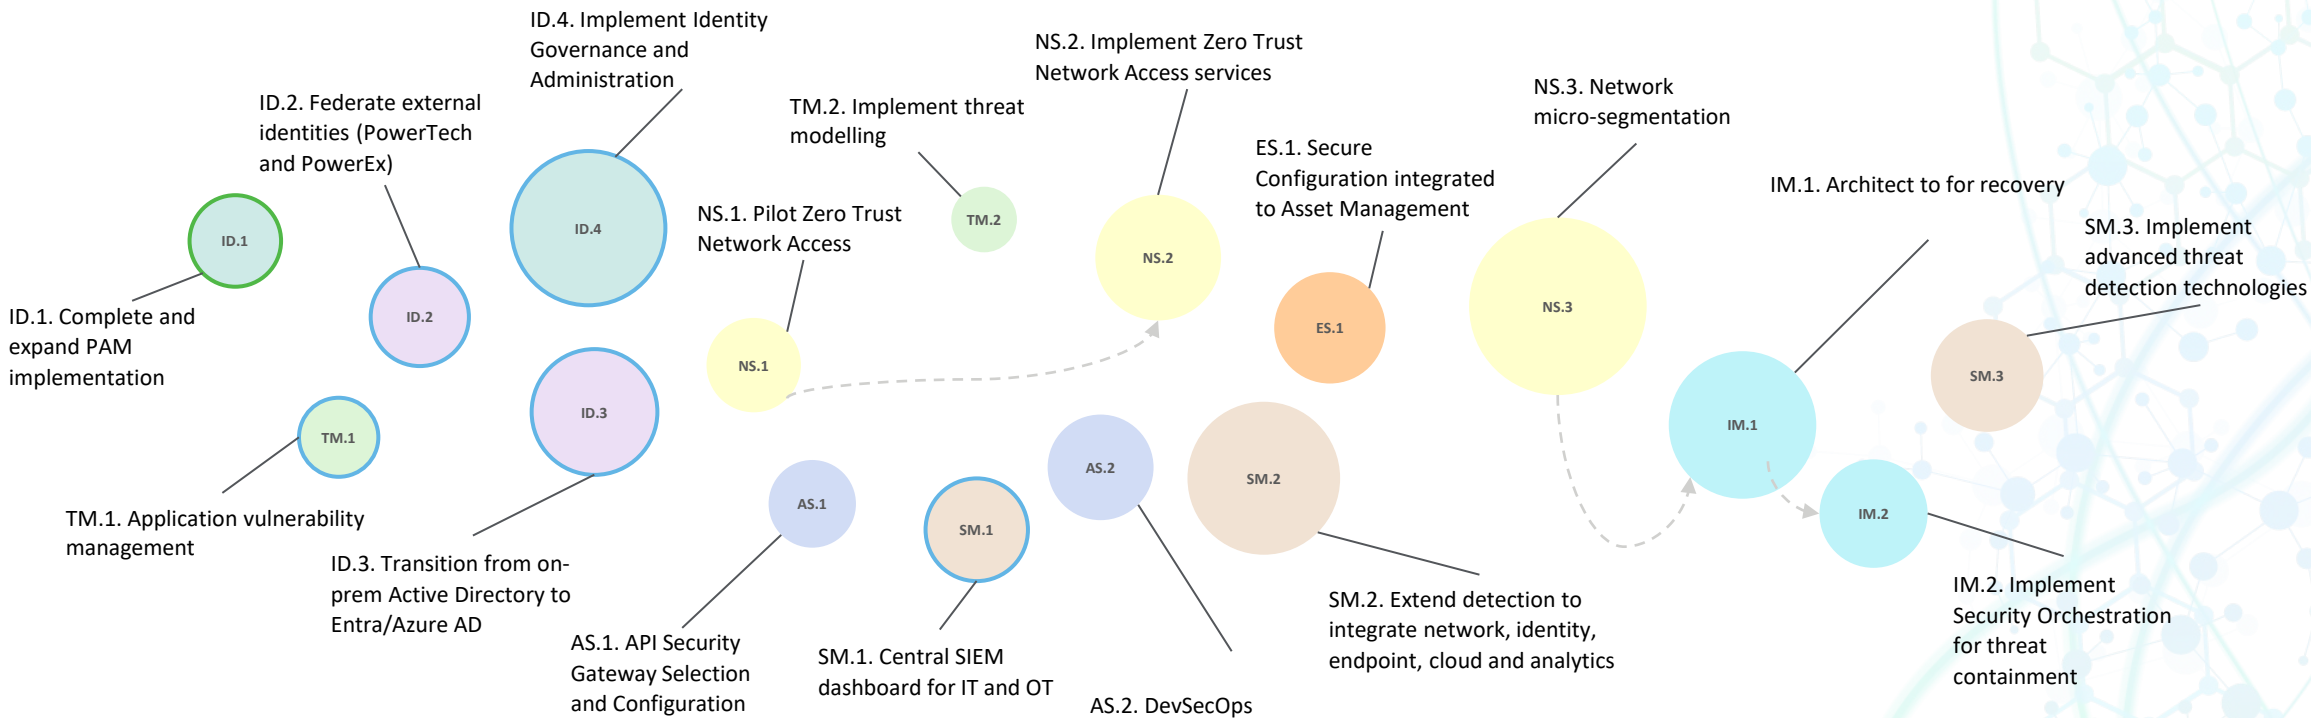 ID.4. Implement Identity
Governance and
Administration
NS.2. Implement Zero Trust
Network Access services
NS.3. Network
micro-segmentation
ID.2. Federate external
identities (PowerTech
and PowerEx)
TM.2. Implement threat
modelling
ES.1. Secure
Configuration integrated
to Asset Management
IM.1. Architect to for recovery
NS.1. Pilot Zero Trust
Network Access
SM.3. Implement
advanced threat
detection technologies
ID.1
ID.4
TM.2
NS.2
ID.2
NS.3
ES.1
ID.1. Complete and
expand PAM
implementation
NS.1
SM.3
ID.3
TM.1
IM.1
AS.2
SM.2
AS.1
SM.1
IM.2
TM.1. Application vulnerability
management
ID.3. Transition from on-
prem Active Directory to
Entra/Azure AD
AS.1. API Security
Gateway Selection
and Configuration
SM.1. Central SIEM
dashboard for IT and OT
AS.2. DevSecOps
SM.2. Extend detection to
integrate network, identity,
endpoint, cloud and analytics
IM.2. Implement
Security Orchestration
for threat
containment